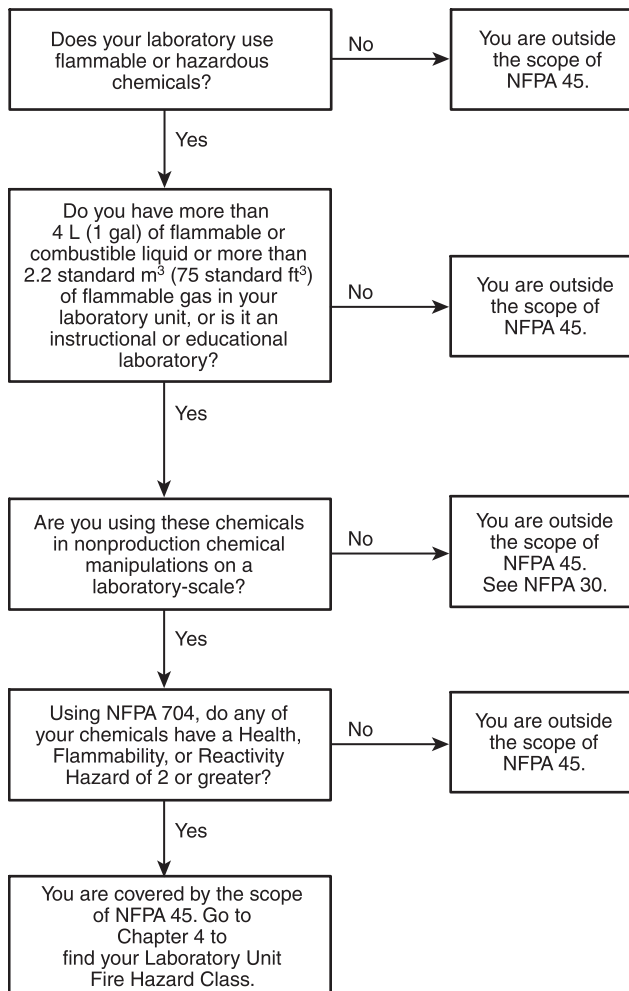 Does your laboratory use
flammable or hazardous
chemicals?
No
You are outside
the scope of
NFPA 45.
Yes
Do you have more than
4 L (1 gal) of flammable or
combustible liquid or more than
2.2 standard m³ (75 standard ft³)
of flammable gas in your
laboratory unit, or is it an
instructional or educational
laboratory?
No
You are outside
the scope of
NFPA 45.
Yes
Are you using these chemicals
in nonproduction chemical
manipulations on a
laboratory-scale?
No
You are outside
the scope of
NFPA 45.
See NFPA 30.
Yes
Using NFPA 704, do any of
your chemicals have a Health,
Flammability, or Reactivity
Hazard of 2 or greater?
No
You are outside
the scope of
NFPA 45.
Yes
You are covered by the scope
of NFPA 45. Go to
Chapter 4 to
find your Laboratory Unit
Fire Hazard Class.